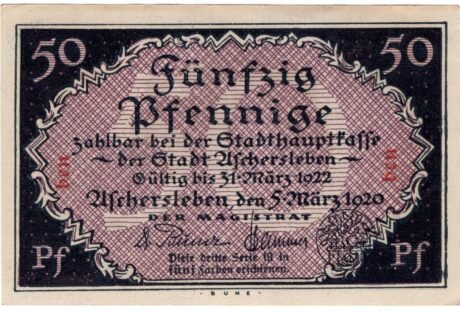 50 Fünfzig 50
Pfennige
zahlbar bei der Stadthauptkasse
der Stadt Aschersleben
Gültig bis 31·März 1922
Aschersleben den 5·März 1920
DER MAGISTRAT
Diese dritte Serie ist in
fünf Farben erschienen.
Pf Pf
·BUHE·